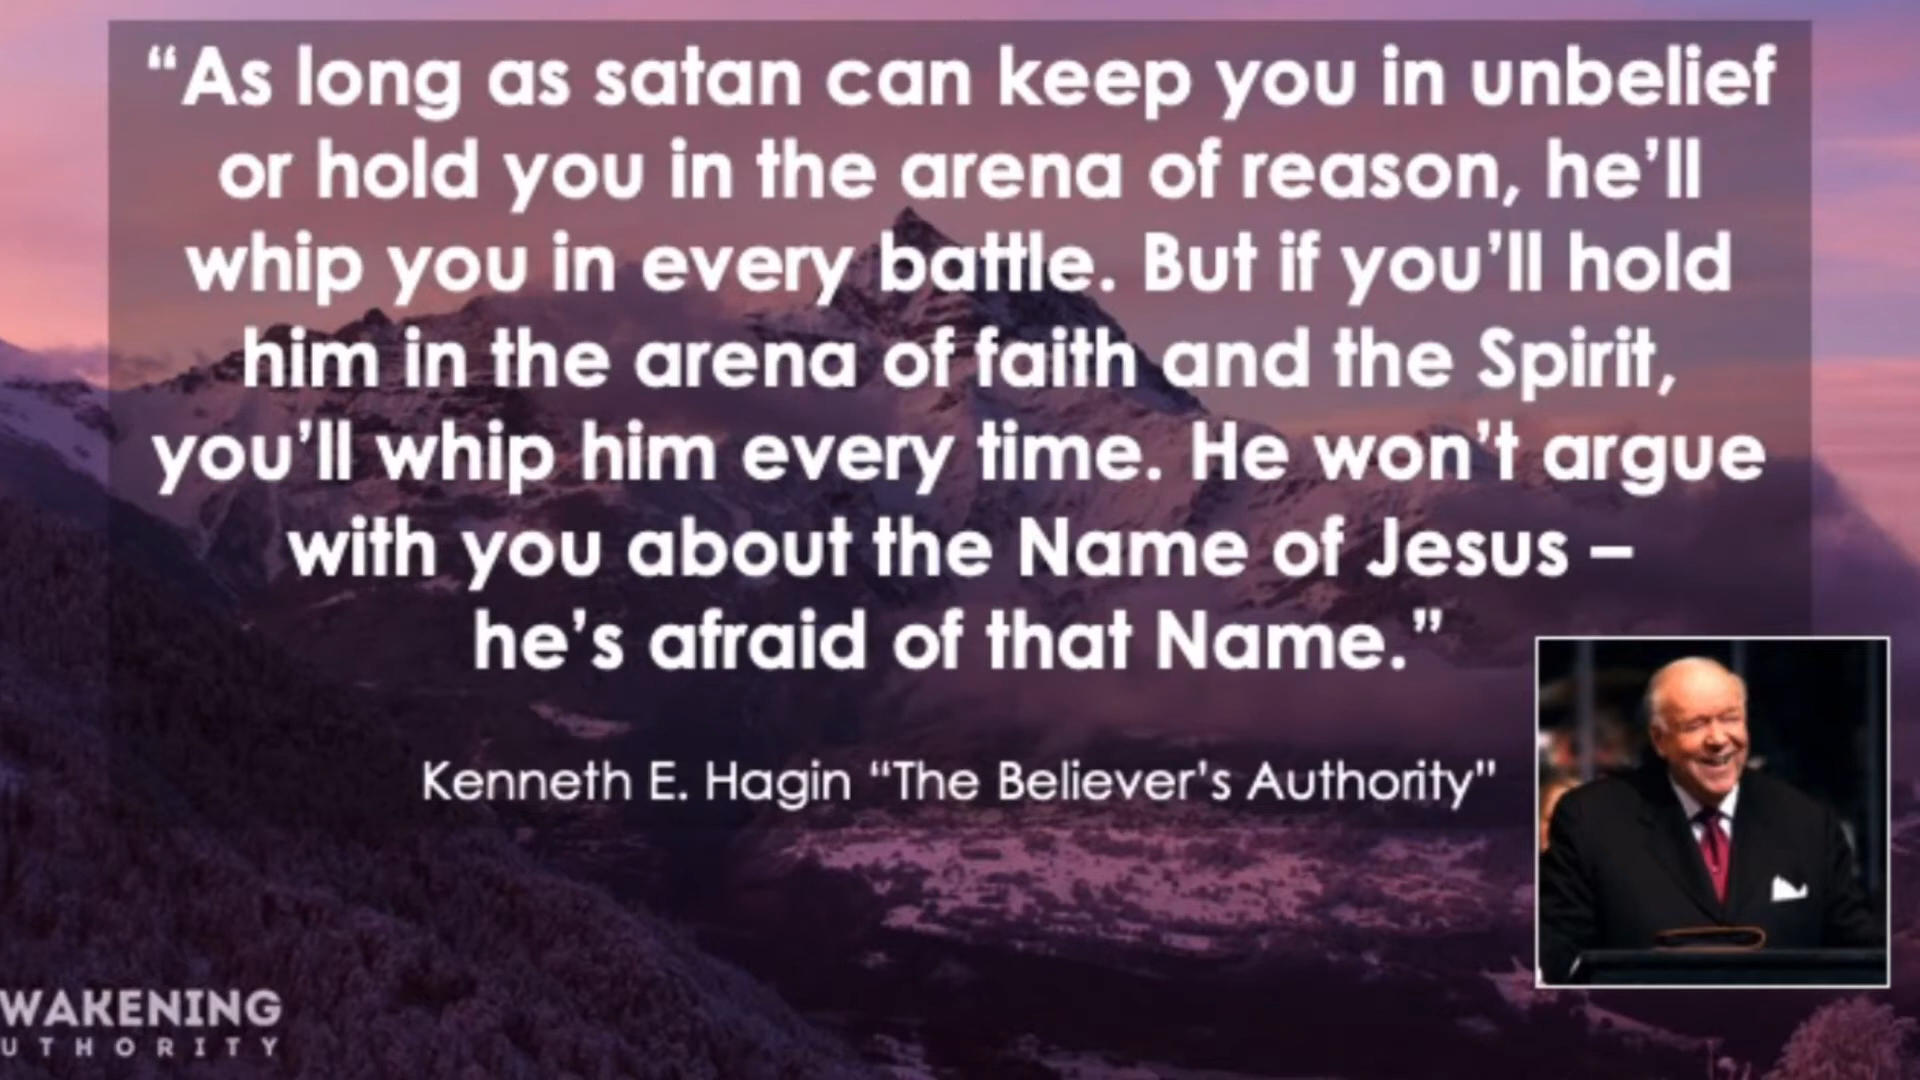 “As long as satan can keep you in unbelief
or hold you in the arena of reason, he’ll
whip you in every battle. But if you’ll hold
him in the arena of faith and the Spirit,
you’ll whip him every time. He won’t argue
with you about the Name of Jesus –
he’s afraid of that Name.”
Kenneth E. Hagin “The Believer’s Authority”
WAKENING
UTHORITY